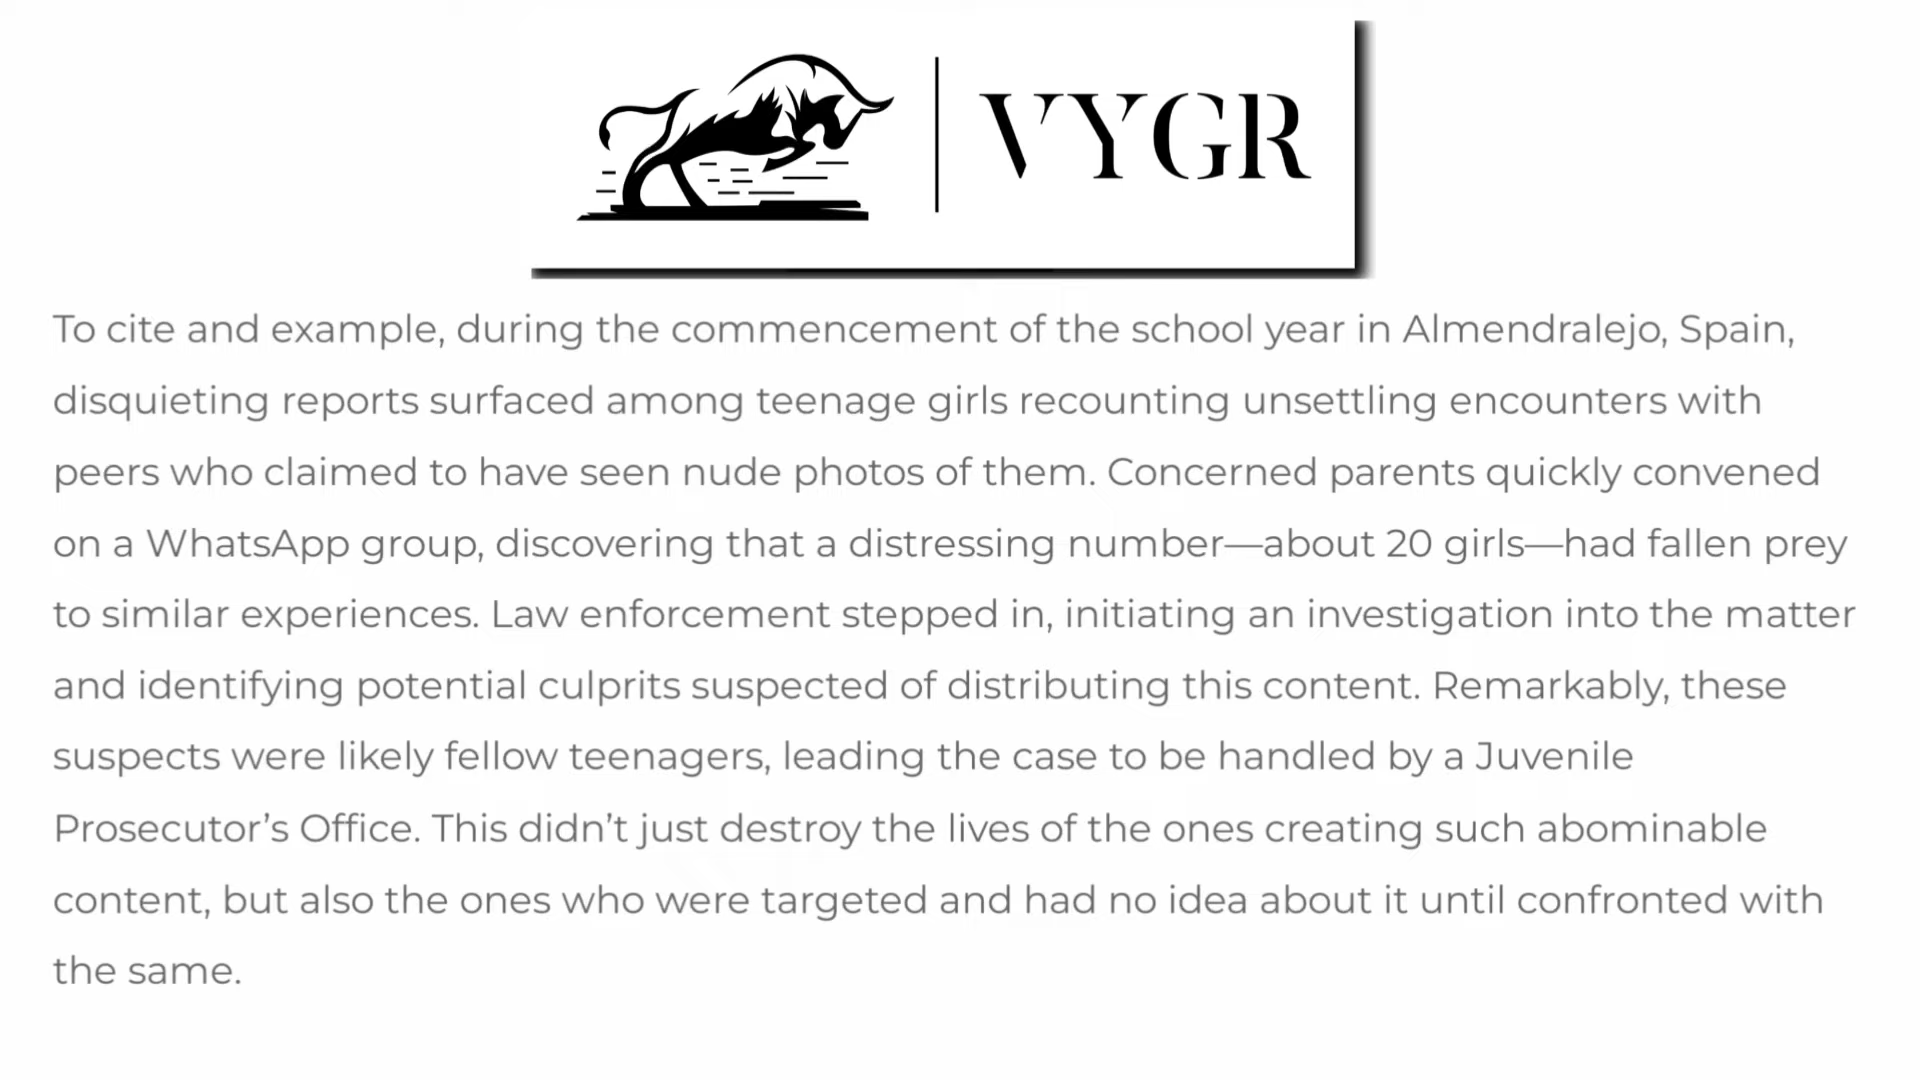 VYGR
To cite and example, during the commencement of the school year in Almendralejo, Spain,
disquieting reports surfaced among teenage girls recounting unsettling encounters with
peers who claimed to have seen nude photos of them. Concerned parents quickly convened
on a WhatsApp group, discovering that a distressing number—about 20 girls—had fallen prey
to similar experiences. Law enforcement stepped in, initiating an investigation into the matter
and identifying potential culprits suspected of distributing this content. Remarkably, these
suspects were likely fellow teenagers, leading the case to be handled by a Juvenile
Prosecutor’s Office. This didn’t just destroy the lives of the ones creating such abominable
content, but also the ones who were targeted and had no idea about it until confronted with
the same.